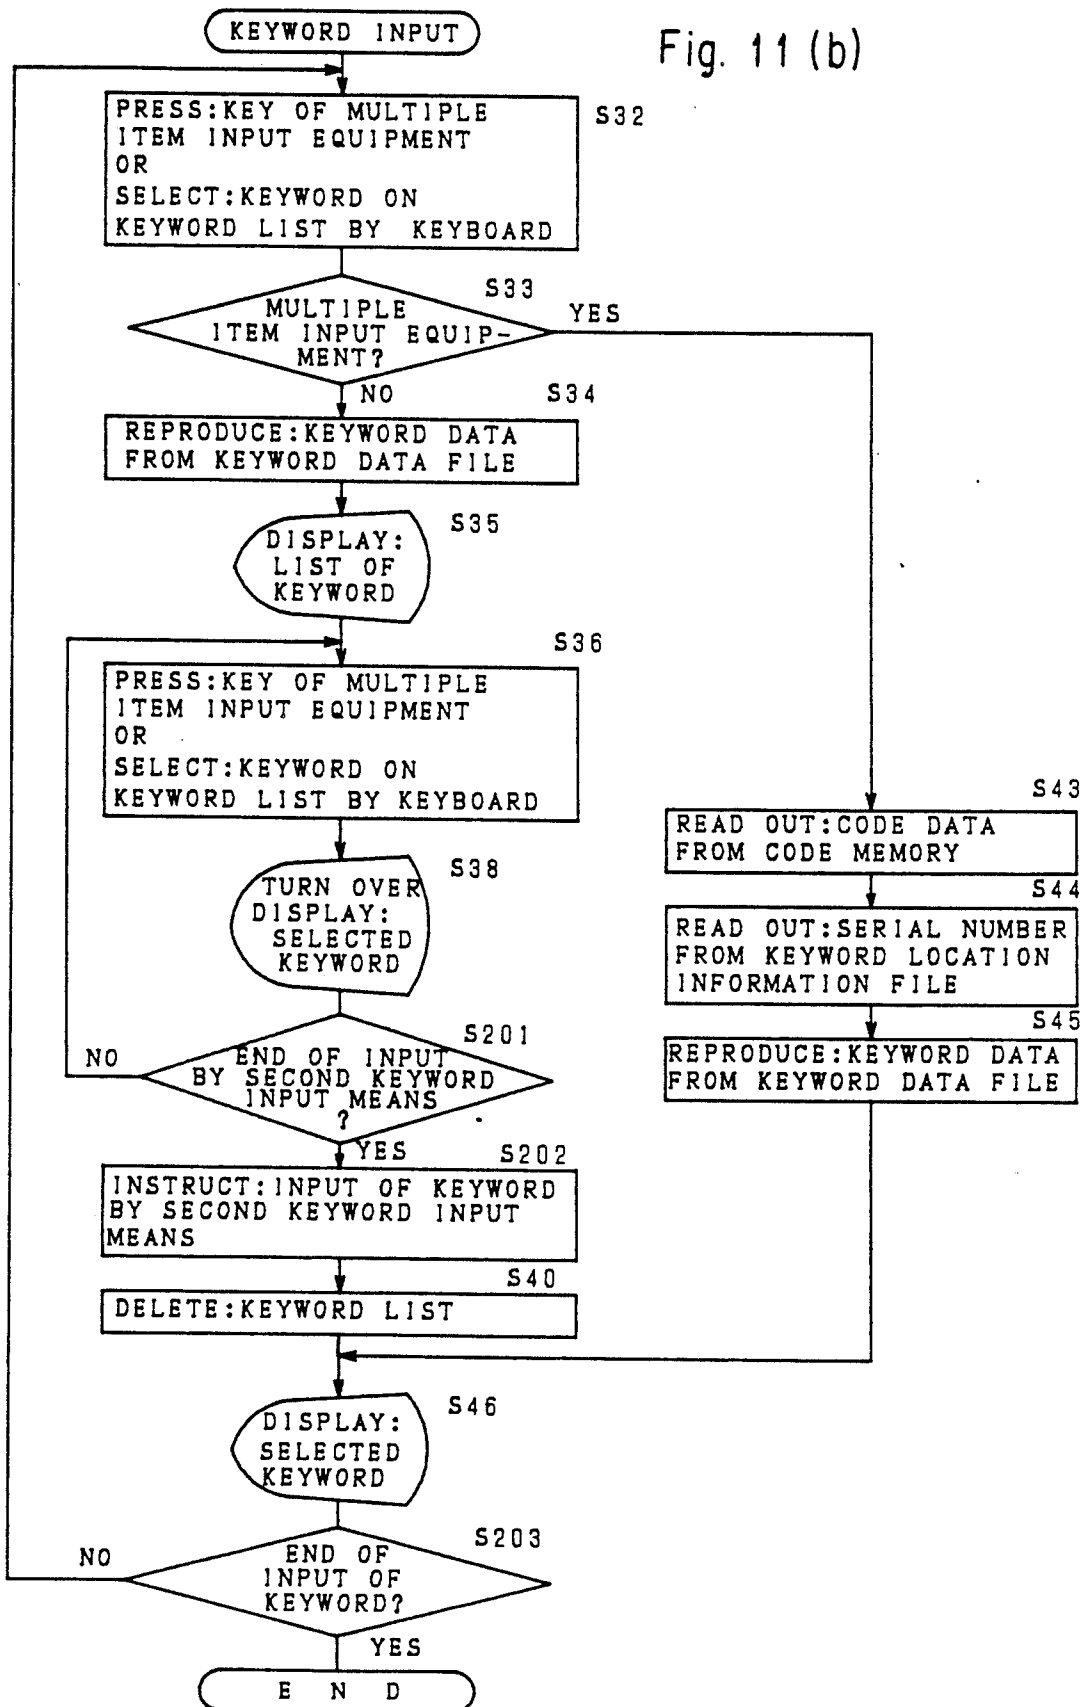 Fig. 11 (b)
KEYWORD INPUT
S32
PRESS:KEY OF MULTIPLE
ITEM INPUT EQUIPMENT
OR
SELECT:KEYWORD ON
KEYWORD LIST BY KEYBOARD
S33
MULTIPLE
ITEM INPUT EQUIP-
MENT?
YES
NO
S34
REPRODUCE:KEYWORD DATA
FROM KEYWORD DATA FILE
S35
DISPLAY:
LIST OF
KEYWORD
S36
PRESS:KEY OF MULTIPLE
ITEM INPUT EQUIPMENT
OR
SELECT:KEYWORD ON
KEYWORD LIST BY KEYBOARD
S38
TURN OVER
DISPLAY:
SELECTED
KEYWORD
S201
END OF INPUT
BY SECOND KEYWORD
INPUT MEANS
?
NO
YES
S202
INSTRUCT:INPUT OF KEYWORD
BY SECOND KEYWORD INPUT
MEANS
S40
DELETE:KEYWORD LIST
S43
READ OUT:CODE DATA
FROM CODE MEMORY
S44
READ OUT:SERIAL NUMBER
FROM KEYWORD LOCATION
INFORMATION FILE
S45
REPRODUCE:KEYWORD DATA
FROM KEYWORD DATA FILE
S46
DISPLAY:
SELECTED
KEYWORD
S203
END OF
INPUT OF
KEYWORD?
NO
YES
E N D